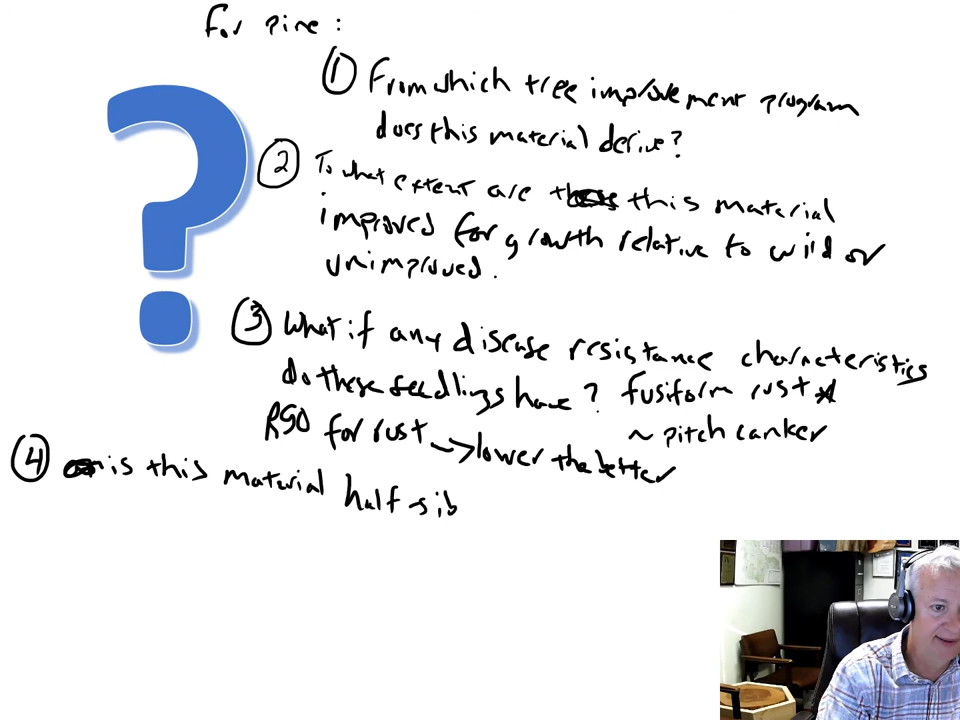 For pine :
① From which tree improvement program
does this material derive?
② To what extent are this material
improved for growth relative to wild or
unimproved.
③ What if any disease resistance characteristics
do these seedlings have ? fusiform rust *
R50 for rust ~> lower the better
~ pitch canker
④ is this material half sib
?